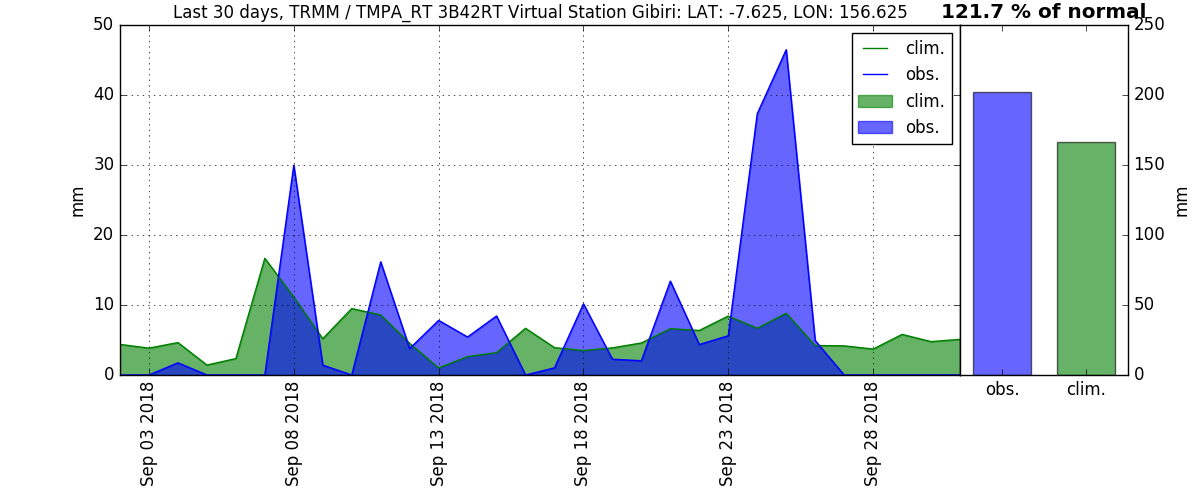 Last 30 days, TRMM / TMPA_RT 3B42RT Virtual Station Gibiri: LAT: -7.625, LON: 156.625
121.7 % of normal
50
40
30
20
10
0
mm
clim.
obs.
clim.
obs.
Sep 03 2018
Sep 08 2018
Sep 13 2018
Sep 18 2018
Sep 23 2018
Sep 28 2018
250
200
150
100
50
0
mm
obs.
clim.